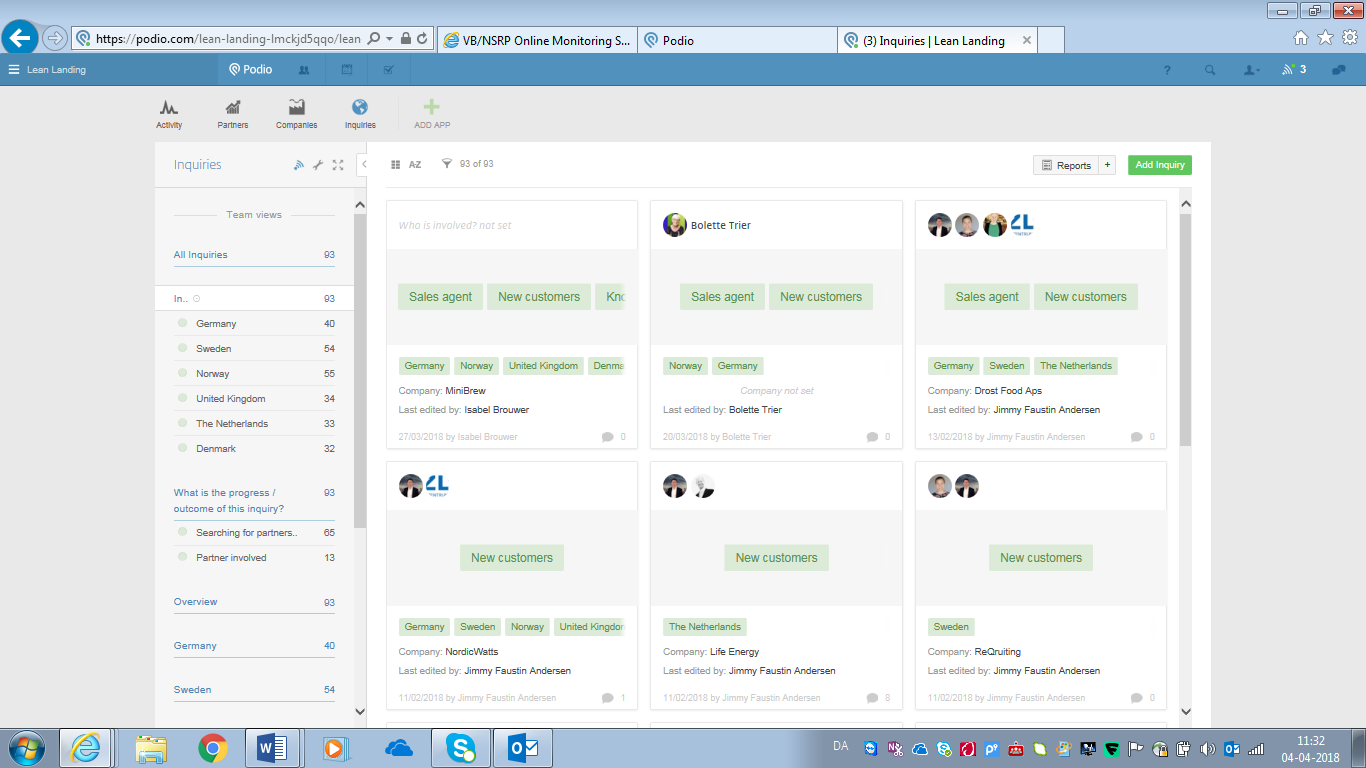 https://podio.com/lean-landing-lmckjd5qqo/lean
VB/NSRP Online Monitoring S...
Podio
(3) Inquiries | Lean Landing
Lean Landing
Podio
?
3
Activity
Partners
Companies
Inquiries
ADD APP
Inquiries
A-Z
93 of 93
Reports
+
Add Inquiry
Team views
All Inquiries 93
In.. 93
Germany 40
Sweden 54
Norway 55
United Kingdom 34
The Netherlands 33
Denmark 32
What is the progress / 93
outcome of this inquiry?
Searching for partners.. 65
Partner involved 13
Overview 93
Germany 40
Sweden 54
Who is involved? not set
Sales agent New customers Kno
Germany Norway United Kingdom Denma
Company: MiniBrew
Last edited by: Isabel Brouwer
27/03/2018 by Isabel Brouwer 0
Bolette Trier
Sales agent New customers
Norway Germany
Company not set
Last edited by: Bolette Trier
20/03/2018 by Bolette Trier 0
Sales agent New customers
Germany Sweden The Netherlands
Company: Drost Food Aps
Last edited by: Jimmy Faustin Andersen
13/02/2018 by Jimmy Faustin Andersen 0
New customers
Germany Sweden Norway United Kingdor
Company: NordicWatts
Last edited by: Jimmy Faustin Andersen
11/02/2018 by Jimmy Faustin Andersen 1
New customers
The Netherlands
Company: Life Energy
Last edited by: Jimmy Faustin Andersen
11/02/2018 by Jimmy Faustin Andersen 8
New customers
Sweden
Company: ReQruiting
Last edited by: Jimmy Faustin Andersen
11/02/2018 by Jimmy Faustin Andersen 0
DA
11:32
04-04-2018